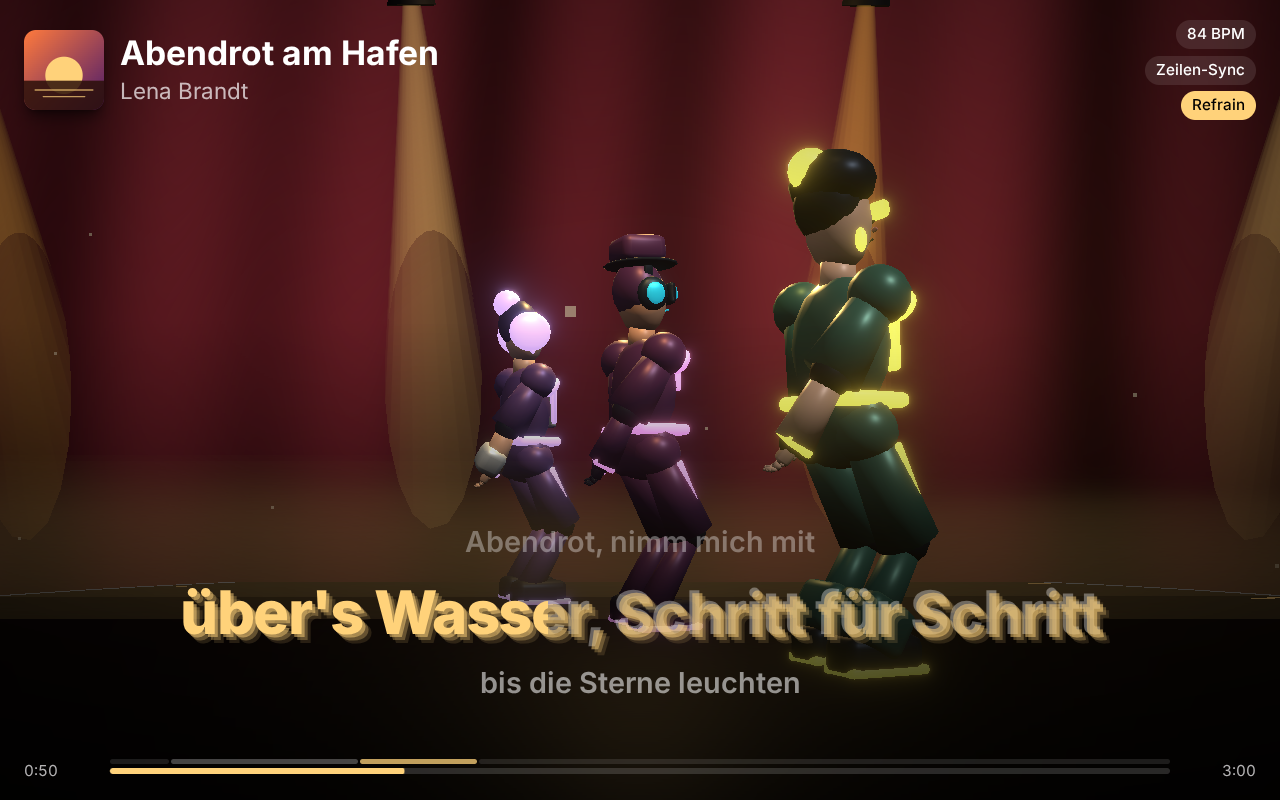 Abendrot am Hafen
Lena Brandt
84 BPM
Zeilen-Sync
Refrain
Abendrot, nimm mich mit
über's Wasser, Schritt für Schritt
bis die Sterne leuchten
0:50
3:00